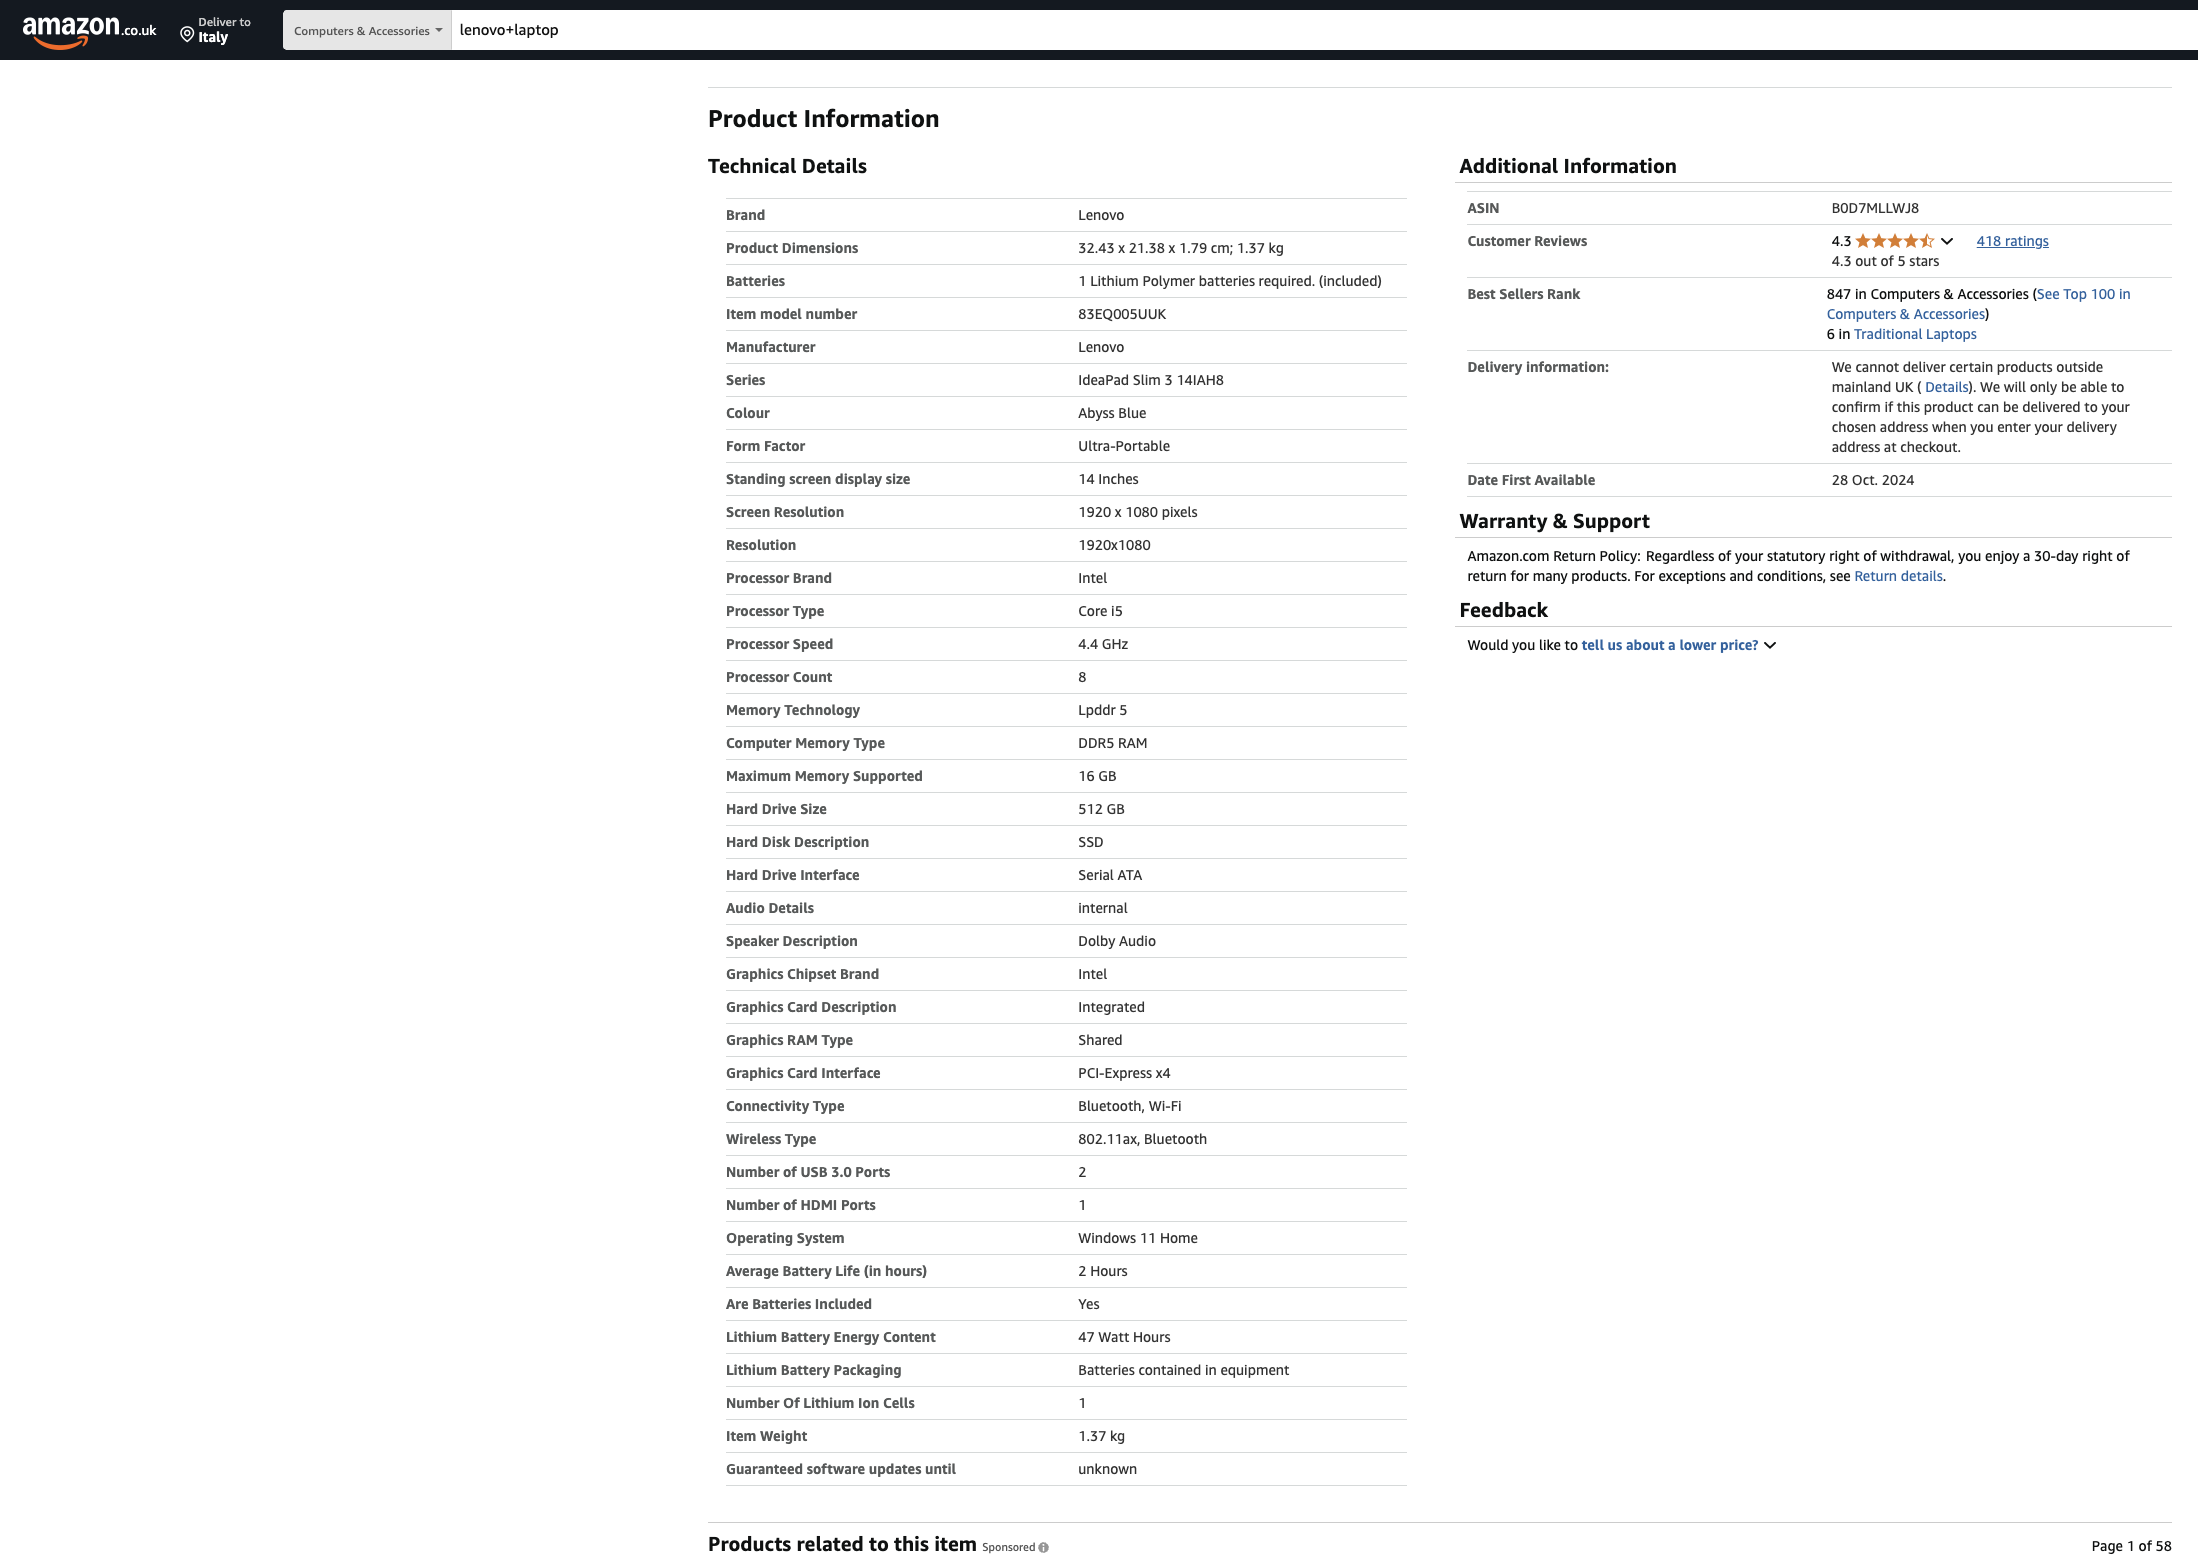 amazon.co.uk
Deliver to
Italy
Computers & Accessories
lenovo+laptop
Product Information
Technical Details
Brand Lenovo
Product Dimensions 32.43 x 21.38 x 1.79 cm; 1.37 kg
Batteries 1 Lithium Polymer batteries required. (included)
Item model number 83EQ005UUK
Manufacturer Lenovo
Series IdeaPad Slim 3 14IAH8
Colour Abyss Blue
Form Factor Ultra-Portable
Standing screen display size 14 Inches
Screen Resolution 1920 x 1080 pixels
Resolution 1920x1080
Processor Brand Intel
Processor Type Core i5
Processor Speed 4.4 GHz
Processor Count 8
Memory Technology Lpddr 5
Computer Memory Type DDR5 RAM
Maximum Memory Supported 16 GB
Hard Drive Size 512 GB
Hard Disk Description SSD
Hard Drive Interface Serial ATA
Audio Details internal
Speaker Description Dolby Audio
Graphics Chipset Brand Intel
Graphics Card Description Integrated
Graphics RAM Type Shared
Graphics Card Interface PCI-Express x4
Connectivity Type Bluetooth, Wi-Fi
Wireless Type 802.11ax, Bluetooth
Number of USB 3.0 Ports 2
Number of HDMI Ports 1
Operating System Windows 11 Home
Average Battery Life (in hours) 2 Hours
Are Batteries Included Yes
Lithium Battery Energy Content 47 Watt Hours
Lithium Battery Packaging Batteries contained in equipment
Number Of Lithium Ion Cells 1
Item Weight 1.37 kg
Guaranteed software updates until unknown
Additional Information
ASIN B0D7MLLWJ8
Customer Reviews 4.3 418 ratings
4.3 out of 5 stars
Best Sellers Rank 847 in Computers & Accessories (See Top 100 in
Computers & Accessories)
6 in Traditional Laptops
Delivery information: We cannot deliver certain products outside
mainland UK ( Details). We will only be able to
confirm if this product can be delivered to your
chosen address when you enter your delivery
address at checkout.
Date First Available 28 Oct. 2024
Warranty & Support
Amazon.com Return Policy: Regardless of your statutory right of withdrawal, you enjoy a 30-day right of
return for many products. For exceptions and conditions, see Return details.
Feedback
Would you like to tell us about a lower price?
Products related to this item Sponsored
Page 1 of 58